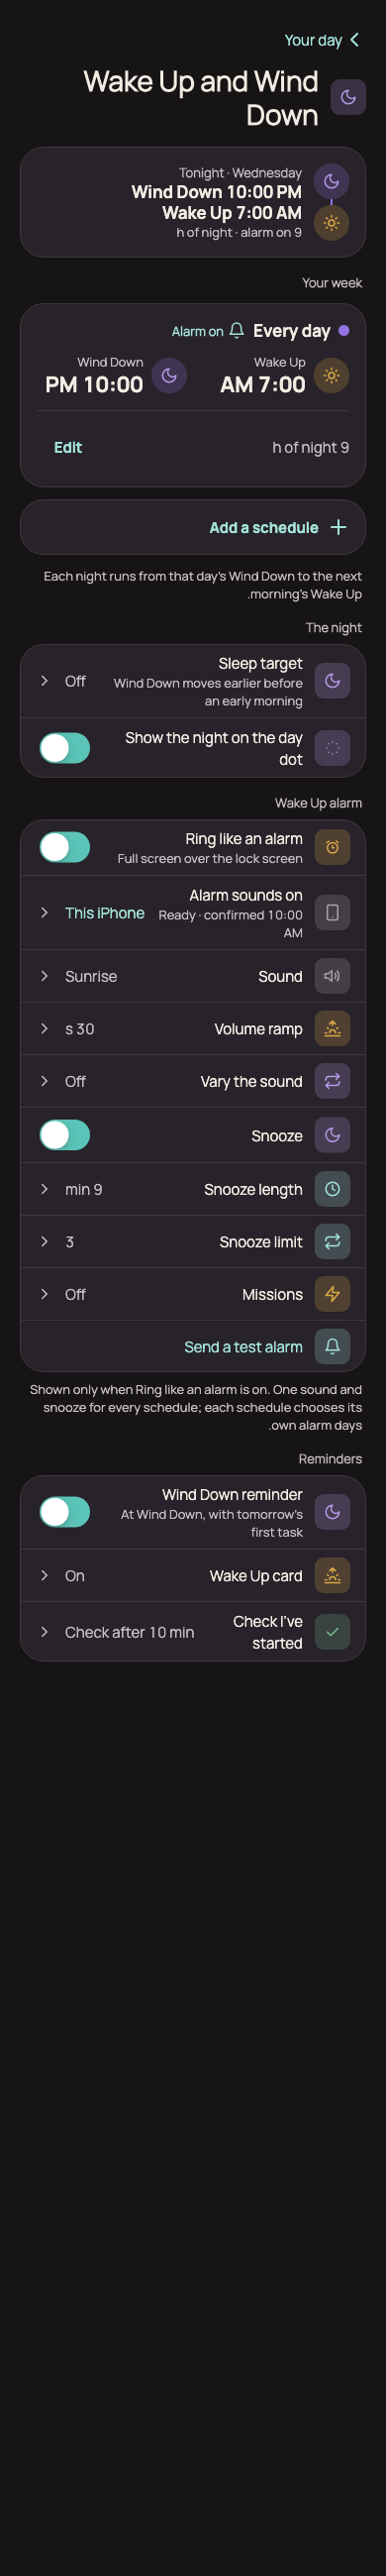 Your day
Wake Up and Wind
Down
Tonight · Wednesday
Wind Down 10:00 PM
Wake Up 7:00 AM
h of night · alarm on 9
Your week
Every day
Alarm on
Wake Up
AM 7:00
Wind Down
PM 10:00
h of night 9
Edit
Add a schedule
Each night runs from that day's Wind Down to the next
.morning's Wake Up
The night
Sleep target
Wind Down moves earlier before
an early morning
Off
Show the night on the day
dot
Wake Up alarm
Ring like an alarm
Full screen over the lock screen
Alarm sounds on
Ready · confirmed 10:00
AM
This iPhone
Sound
Sunrise
Volume ramp
s 30
Vary the sound
Off
Snooze
Snooze length
min 9
Snooze limit
3
Missions
Off
Send a test alarm
Shown only when Ring like an alarm is on. One sound and
snooze for every schedule; each schedule chooses its
.own alarm days
Reminders
Wind Down reminder
At Wind Down, with tomorrow's
first task
Wake Up card
On
Check I've
started
Check after 10 min